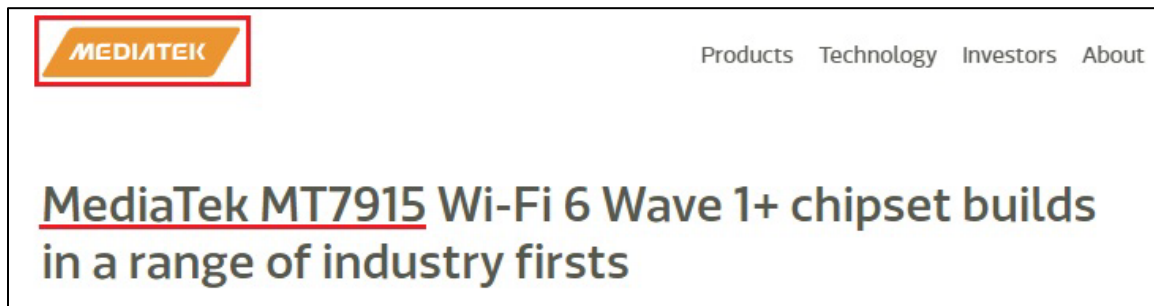 MEDIATEK
Products Technology Investors About
MediaTek MT7915 Wi-Fi 6 Wave 1+ chipset builds
in a range of industry firsts